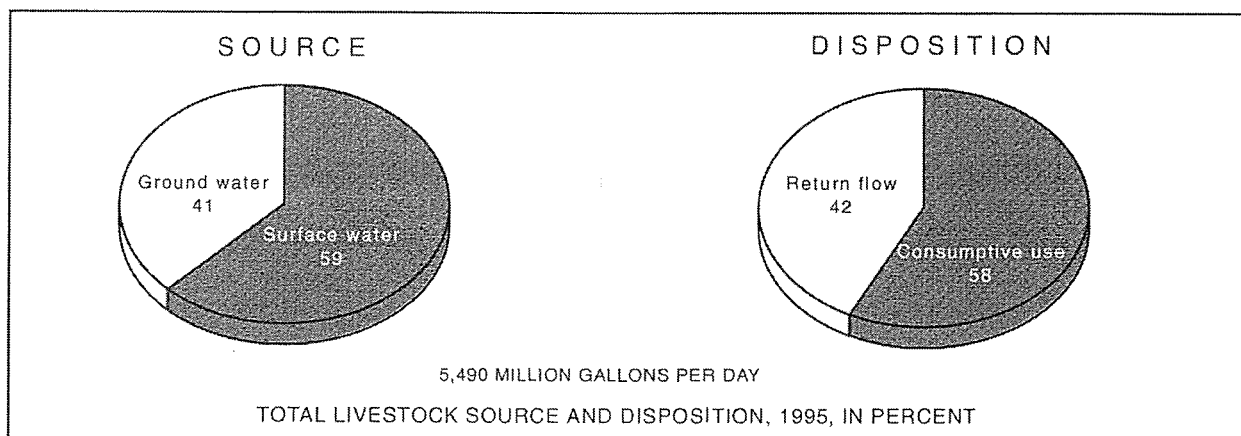 SOURCE
Ground water
41
Surface water
59
DISPOSITION
Return flow
42
Consumptive use
58
5,490 MILLION GALLONS PER DAY
TOTAL LIVESTOCK SOURCE AND DISPOSITION, 1995, IN PERCENT